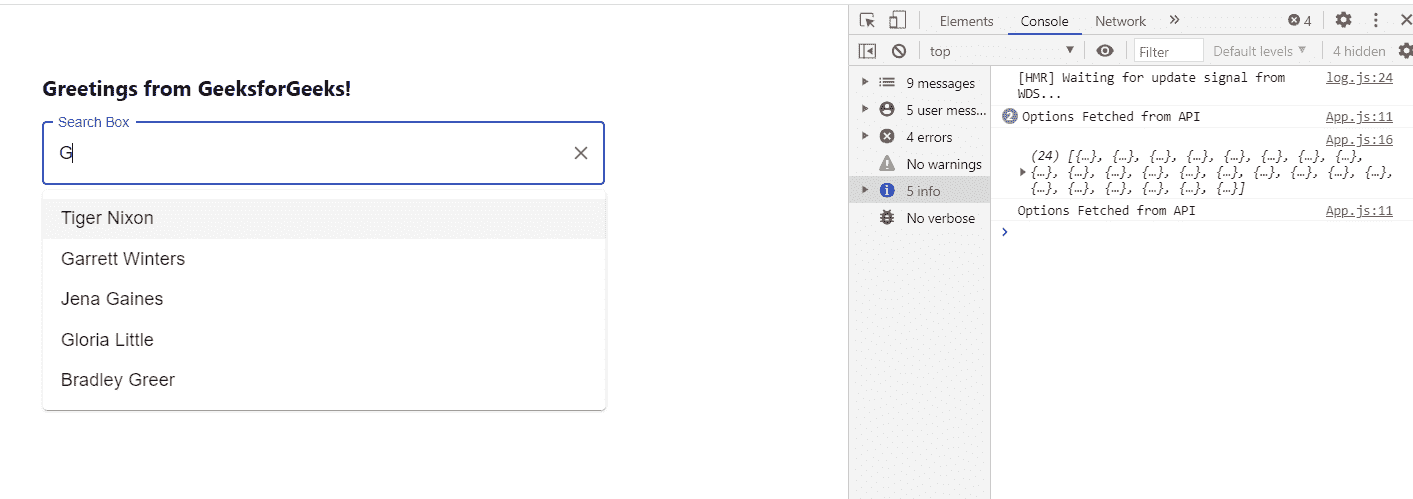 Greetings from GeeksforGeeks!
Search Box
G
Tiger Nixon
Garrett Winters
Jena Gaines
Gloria Little
Bradley Greer
Elements Console Network » 4
top Filter Default levels ▼ 4 hidden
9 messages
5 user mess...
4 errors
No warnings
5 info
No verbose
[HMR] Waiting for update signal from log.js:24
WDS...
2 Options Fetched from API App.js:11
App.js:16
(24) [{…}, {…}, {…}, {…}, {…}, {…}, {…}, {…},
{…}, {…}, {…}, {…}, {…}, {…}, {…}, {…}, {…}, {…},
{…}, {…}, {…}, {…}, {…}, {…}]
Options Fetched from API App.js:11
>